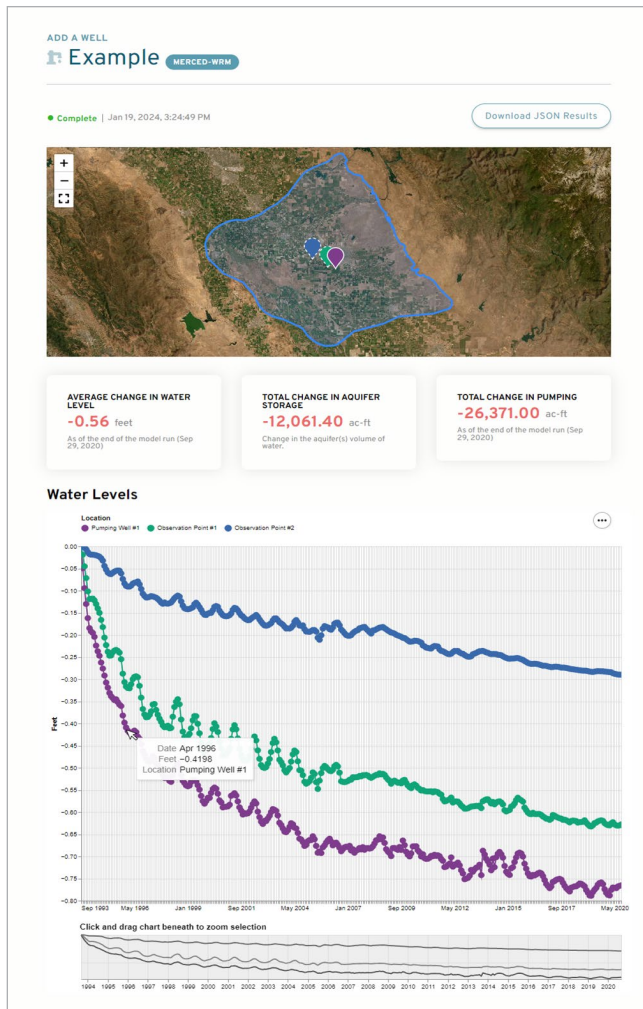 ADD A WELL
Example MERCED-WRM
Complete | Jan 19, 2024, 3:24:49 PM
Download JSON Results
+
−
AVERAGE CHANGE IN WATER
LEVEL
-0.56 feet
As of the end of the model run (Sep
29, 2020)
TOTAL CHANGE IN AQUIFER
STORAGE
-12,061.40 ac-ft
Change in the aquifer(s) volume of
water.
TOTAL CHANGE IN PUMPING
-26,371.00 ac-ft
As of the end of the model run (Sep
29, 2020)
Water Levels
Location
Pumping Well #1 Observation Point #1 Observation Point #2
0.00
−0.05
−0.10
−0.15
−0.20
−0.25
−0.30
−0.35
−0.40
−0.45
−0.50
−0.55
−0.60
−0.65
−0.70
−0.75
−0.80
Feet
Date Apr 1996
Feet −0.4198
Location Pumping Well #1
Sep 1993 May 1996 Jan 1999 Sep 2001 May 2004 Jan 2007 Sep 2009 May 2012 Jan 2015 Sep 2017 May 2020
Click and drag chart beneath to zoom selection
1994 1995 1996 1997 1998 1999 2000 2001 2002 2003 2004 2005 2006 2007 2008 2009 2010 2011 2012 2013 2014 2015 2016 2017 2018 2019 2020